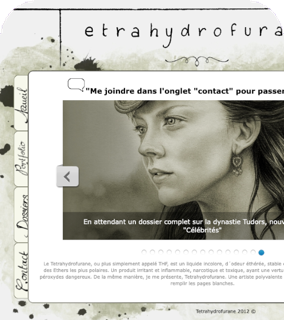 etrahydrofura
"Me joindre dans l'onglet "contact" pour passer
Accueil
Portfolio
Dossiers
Contact
En attendant un dossier complet sur la dynastie Tudors, nouv
"Célébrités"
Le Tetrahydrofurane, ou plus simplement appelé THF, est un liquide incolore, d'odeur éthérée, stable
des Ethers les plus polaires. Un produit irritant et inflammable, narcotique et toxique, ayant une vertu
peroxydes dangereux. De la même manière, je me présente, Tetrahydrofurane. Une artiste polyvalente
remplir les pages blanches.
Tetrahydrofurane 2012 ©